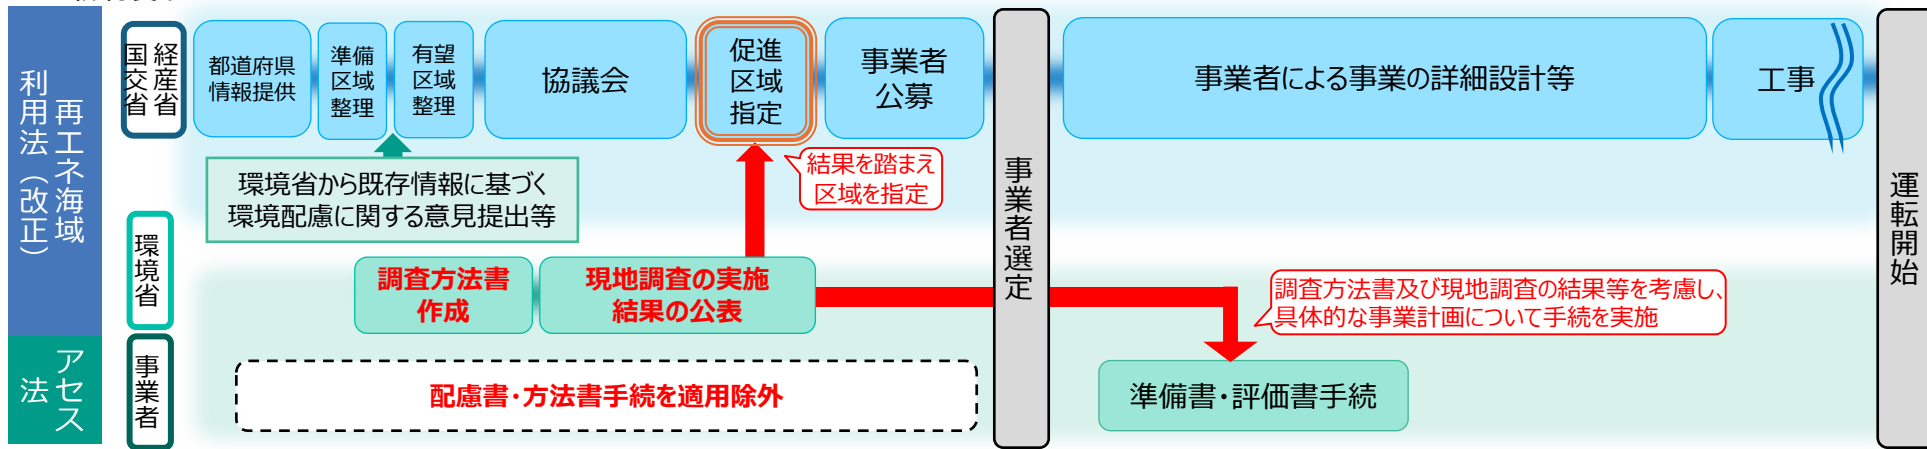 再エネ海域
利用法（改正）
アセス
法
経産省
国交省
環境省
事業者
都道府県
情報提供
準備
区域
整理
有望
区域
整理
協議会
促進
区域
指定
事業者
公募
事業者による事業の詳細設計等
工事
環境省から既存情報に基づく
環境配慮に関する意見提出等
結果を踏まえ
区域を指定
調査方法書
作成
現地調査の実施
結果の公表
配慮書・方法書手続を適用除外
事業者選定
調査方法書及び現地調査の結果等を考慮し、
具体的な事業計画について手続を実施
準備書・評価書手続
運転開始